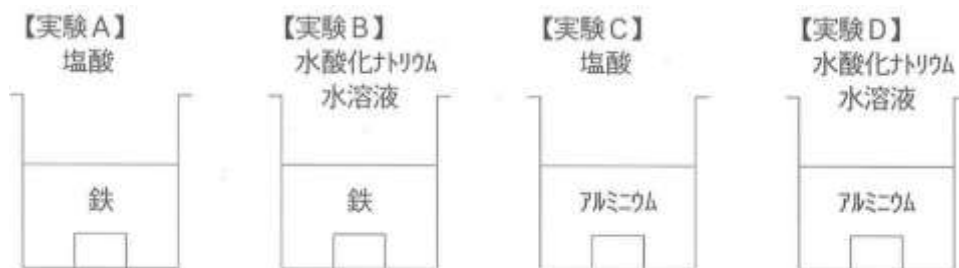 【実験A】
塩酸
鉄
【実験B】
水酸化ナトリウム
水溶液
鉄
【実験C】
塩酸
アルミニウム
【実験D】
水酸化ナトリウム
水溶液
アルミニウム